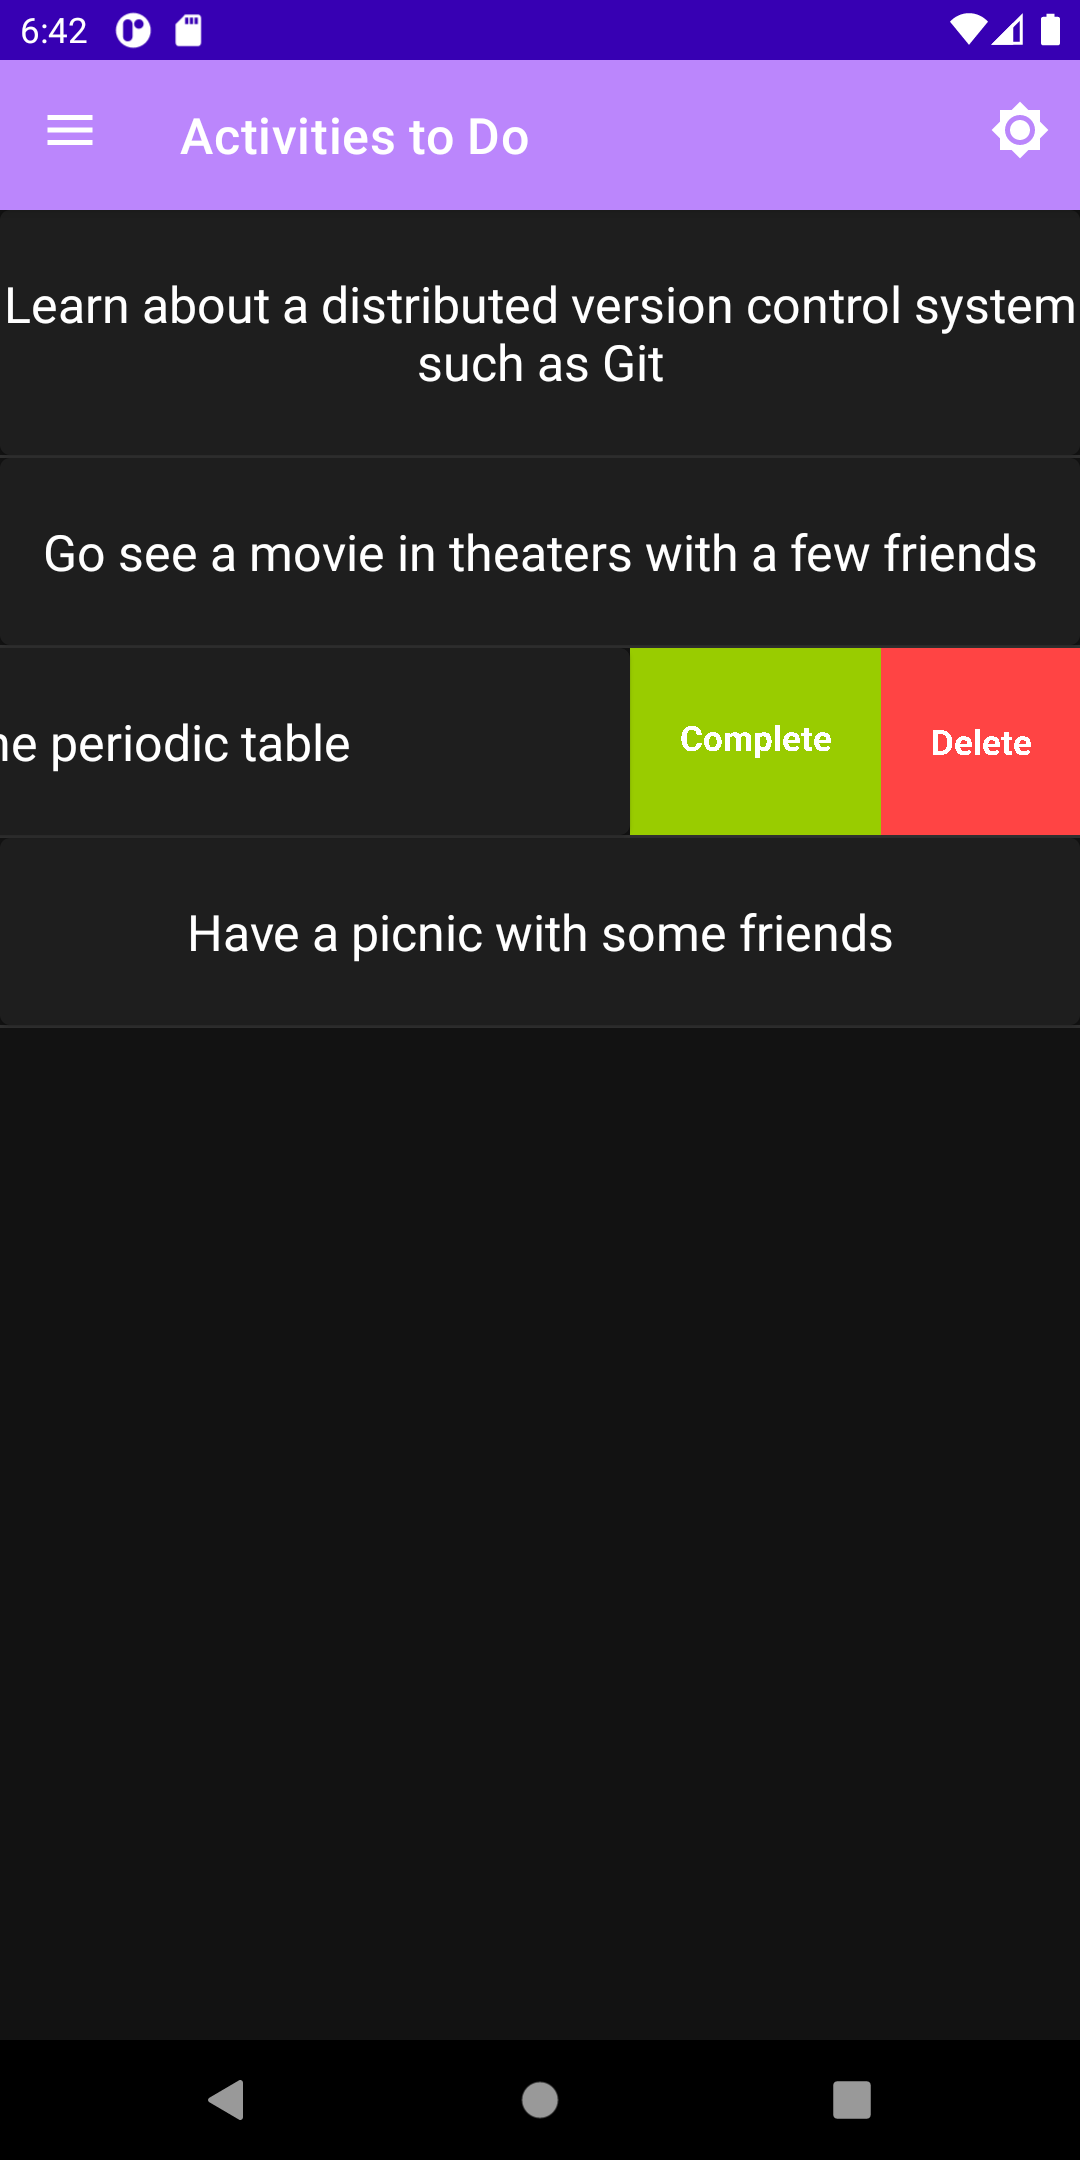 6:42
Activities to Do
Learn about a distributed version control system
such as Git
Go see a movie in theaters with a few friends
periodic table
Complete
Delete
Have a picnic with some friends